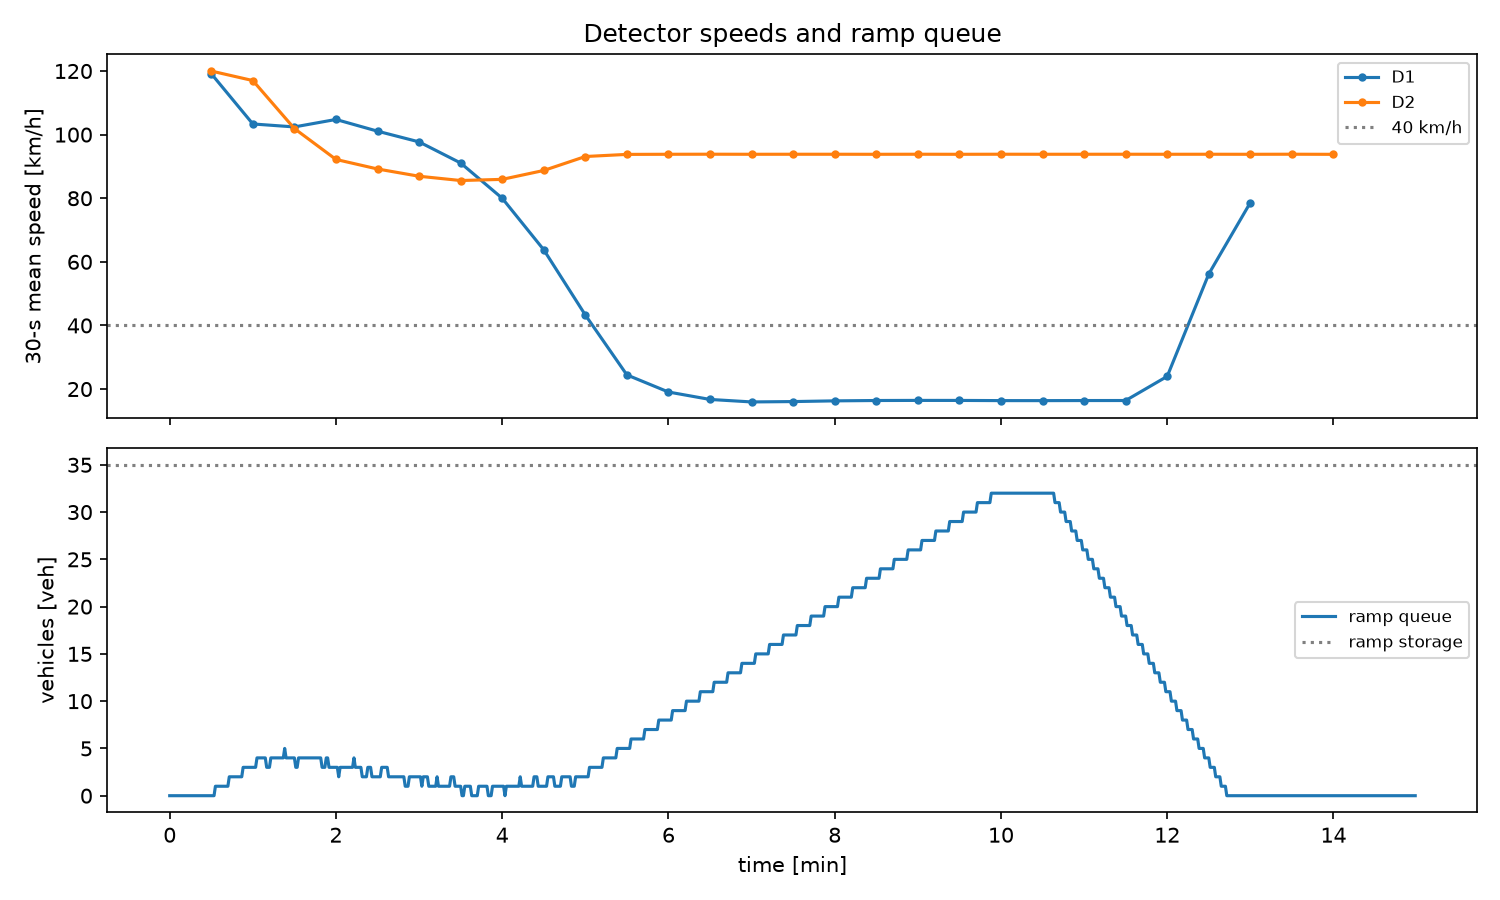 Detector speeds and ramp queue
30-s mean speed [km/h]
120
100
80
60
40
20
D1
D2
40 km/h
vehicles [veh]
35
30
25
20
15
10
5
0
ramp queue
ramp storage
0 2 4 6 8 10 12 14
time [min]